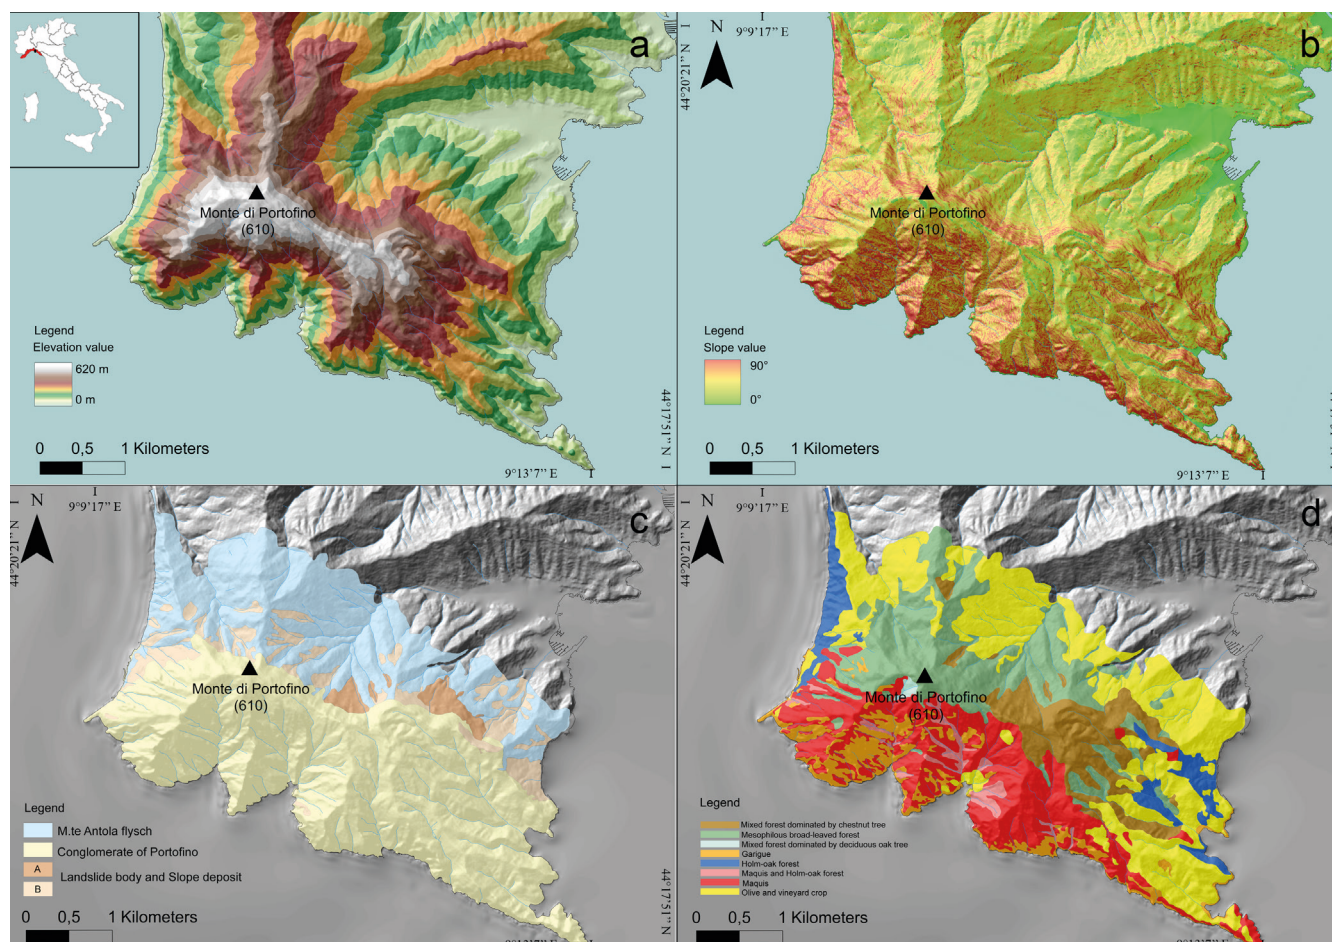 a
Monte di Portofino
(610)
Legend
Elevation value
620 m
0 m
0 0,5 1 Kilometers
44°17'51'' N
9°13'7'' E
b
N
9°9'17'' E
44°20'21'' N
Monte di Portofino
(610)
Legend
Slope value
90°
0°
0 0,5 1 Kilometers
9°13'7'' E
c
N
9°9'17'' E
44°20'21'' N
Monte di Portofino
(610)
Legend
M.te Antola flysch
Conglomerate of Portofino
A
Landslide body and Slope deposit
B
0 0,5 1 Kilometers
44°17'51'' N
d
N
9°9'17'' E
44°20'21'' N
Monte di Portofino
(610)
Legend
Mixed forest dominated by chestnut tree
Mesophilous broad-leaved forest
Mixed forest dominated by deciduous oak tree
Garigue
Holm-oak forest
Maquis and Holm-oak forest
Maquis
Olive and vineyard crop
0 0,5 1 Kilometers